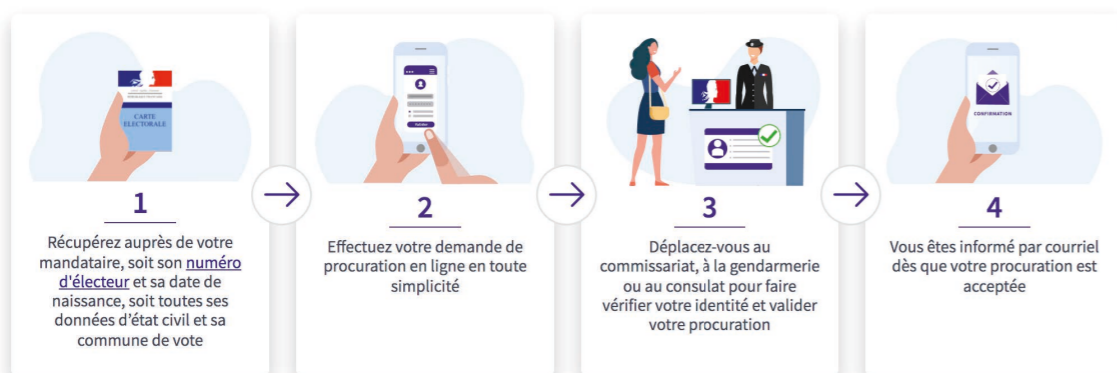 CARTE
ELECTORALE
1
Récupérez auprès de votre
mandataire, soit son numéro
d'électeur et sa date de
naissance, soit toutes ses
données d'état civil et sa
commune de vote
2
Effectuez votre demande de
procuration en ligne en toute
simplicité
3
Déplacez-vous au
commissariat, à la gendarmerie
ou au consulat pour faire
vérifier votre identité et valider
votre procuration
CONFIRMATION
4
Vous êtes informé par courriel
dès que votre procuration est
acceptée